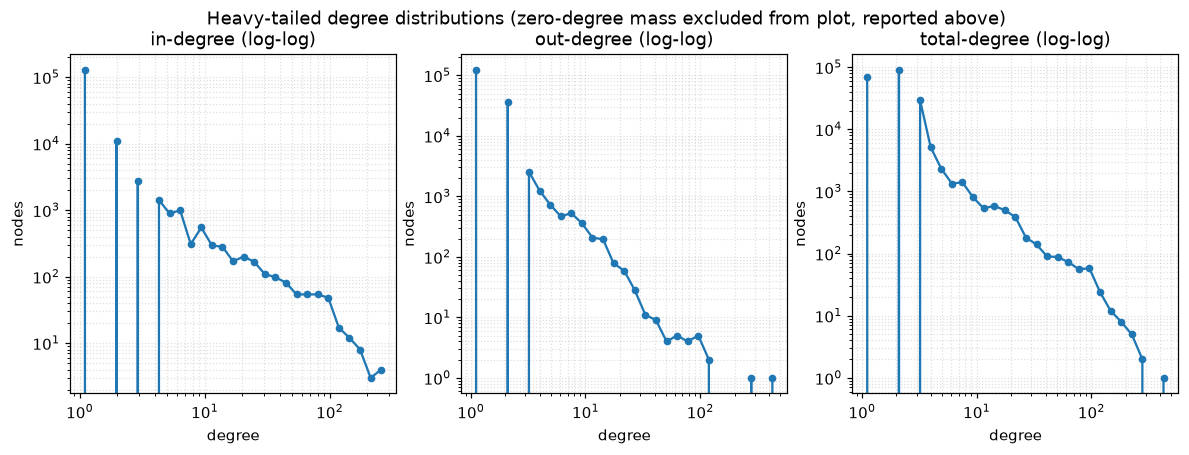 Heavy-tailed degree distributions (zero-degree mass excluded from plot, reported above)
in-degree (log-log)
out-degree (log-log)
total-degree (log-log)
nodes
10^5
10^4
10^3
10^2
10^1
10^0
10^1
10^2
degree
nodes
10^5
10^4
10^3
10^2
10^1
10^0
10^0
10^1
10^2
degree
nodes
10^5
10^4
10^3
10^2
10^1
10^0
10^0
10^1
10^2
degree